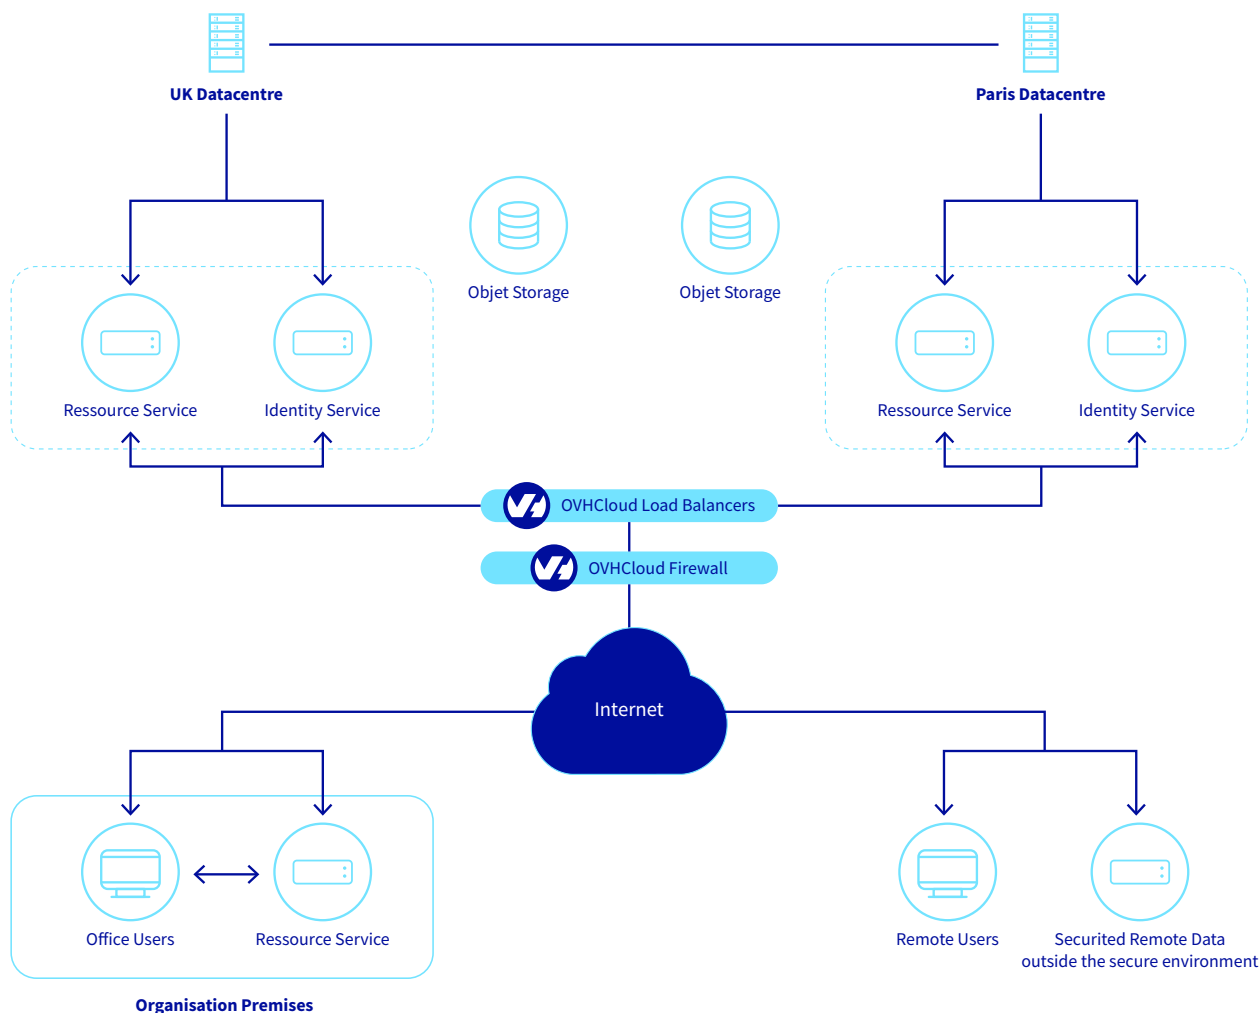 UK Datacentre
Paris Datacentre
Objet Storage
Objet Storage
Ressource Service
Identity Service
Ressource Service
Identity Service
OVHCloud Load Balancers
OVHCloud Firewall
Internet
Office Users
Ressource Service
Remote Users
Securited Remote Data
outside the secure environment
Organisation Premises